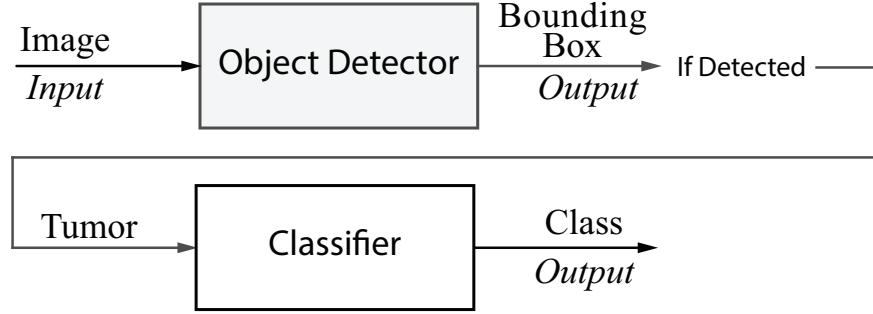 Image
Input
Object Detector
Bounding
Box
Output
If Detected
Tumor
Classifier
Class
Output